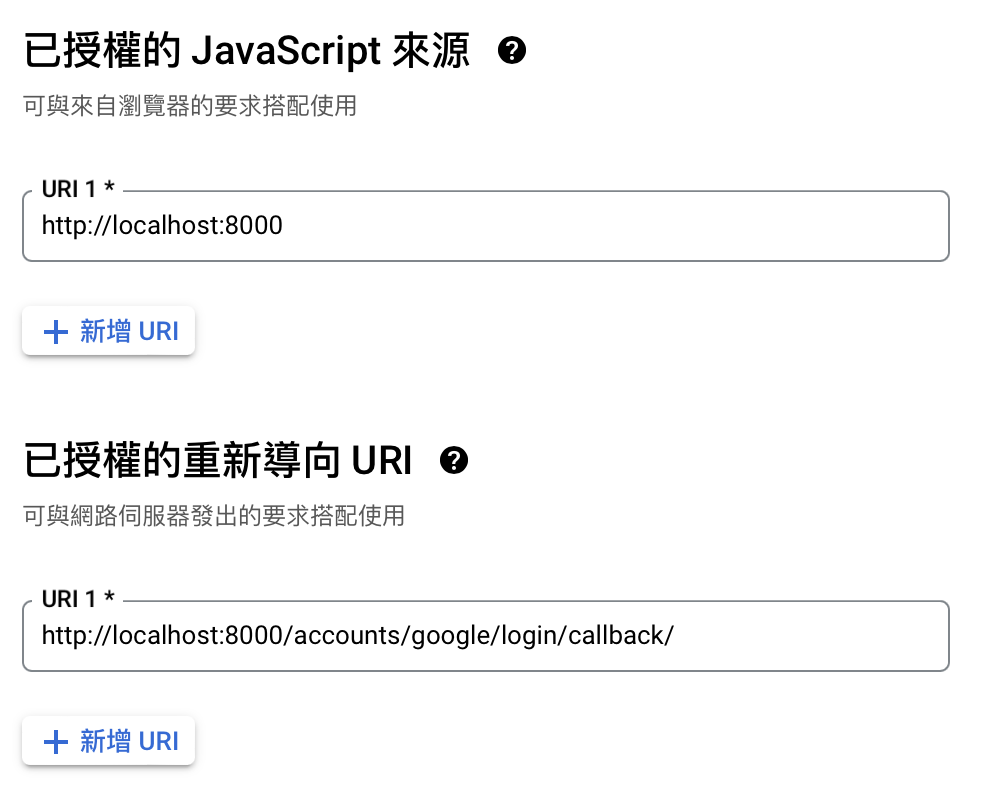 已授權的 JavaScript 來源
可與來自瀏覽器的要求搭配使用
URI 1 *
http://localhost:8000
新增 URI
已授權的重新導向 URI
可與網路伺服器發出的要求搭配使用
URI 1 *
http://localhost:8000/accounts/google/login/callback/
新增 URI